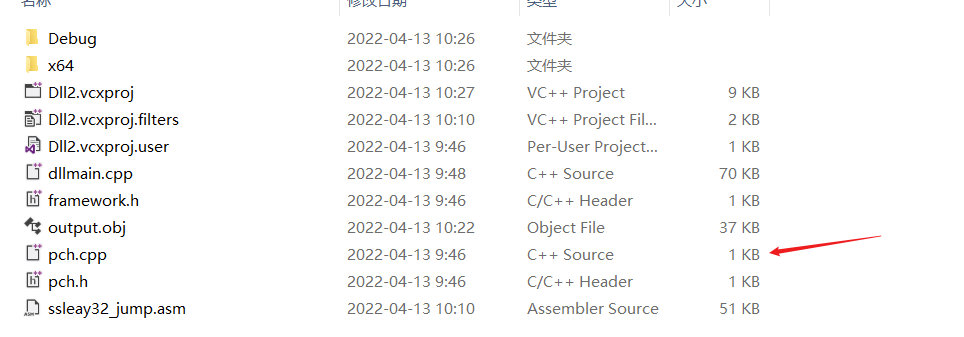 名称 修改日期 类型 大小
Debug 2022-04-13 10:26 文件夹
x64 2022-04-13 10:26 文件夹
Dll2.vcxproj 2022-04-13 10:27 VC++ Project 9 KB
Dll2.vcxproj.filters 2022-04-13 10:10 VC++ Project Fil... 2 KB
Dll2.vcxproj.user 2022-04-13 9:46 Per-User Project... 1 KB
dllmain.cpp 2022-04-13 9:48 C++ Source 70 KB
framework.h 2022-04-13 9:46 C/C++ Header 1 KB
output.obj 2022-04-13 10:22 Object File 37 KB
pch.cpp 2022-04-13 9:46 C++ Source 1 KB
pch.h 2022-04-13 9:46 C/C++ Header 1 KB
ssleay32_jump.asm 2022-04-13 10:10 Assembler Source 51 KB